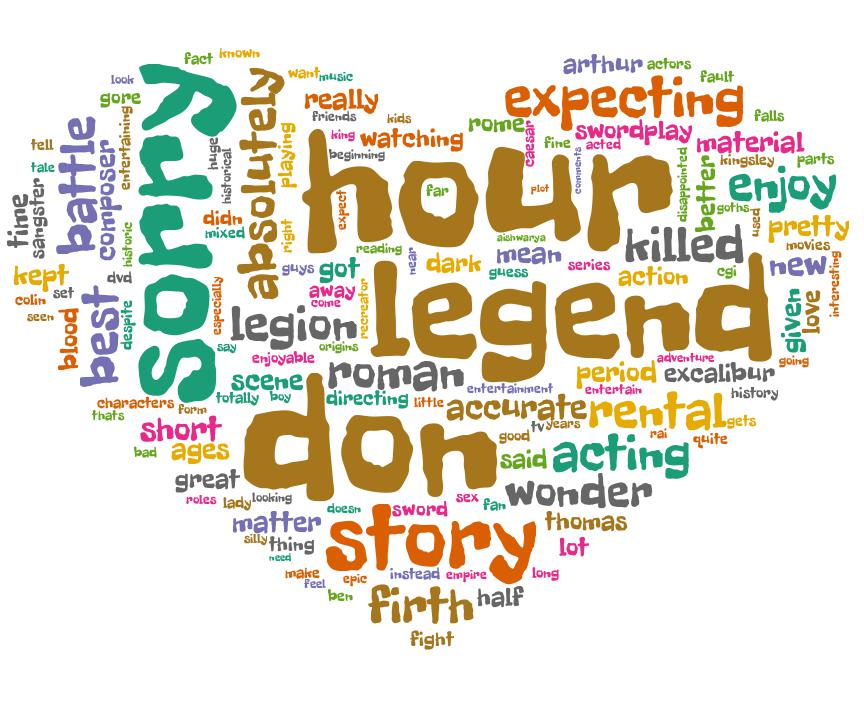 fact known
arthur actors
look
want music
fault
gore
really
expecting
friends kids
falls
sonny
absolutely
king watching
rome
caesar
swordplay
fine acted
material
battle
composer
entertaining
huge
historical
playing
beginning
hour
comments
disappointed
better
kingsley parts
tell
tale
expect
far
plot
enjoy
time
sangster
didn
mixed
right
goths
used
pretty
historic
reading
near
aishwarya
killed
movies
kept
dvd
guys got
dark
mean
guess series
action
cgi
new
interesting
colin set
seen
despite
especially
away
come
recreator
legend
blood
best
legion
origins
given
love
say
enjoyable
roman
adventure
going
scene
period excalibur
characters
thats
form
totally boy
directing
little
entertainment
entertain
history
short
don
accurate
rental
gets
bad ages
good
tv years
rai quite
great
said acting
roles lady looking
doesn
sword
sex
fan
wonder
matter
story
thomas
silly thing
need
lot
make
feel
epic
instead empire
long
ben
firth half
fight